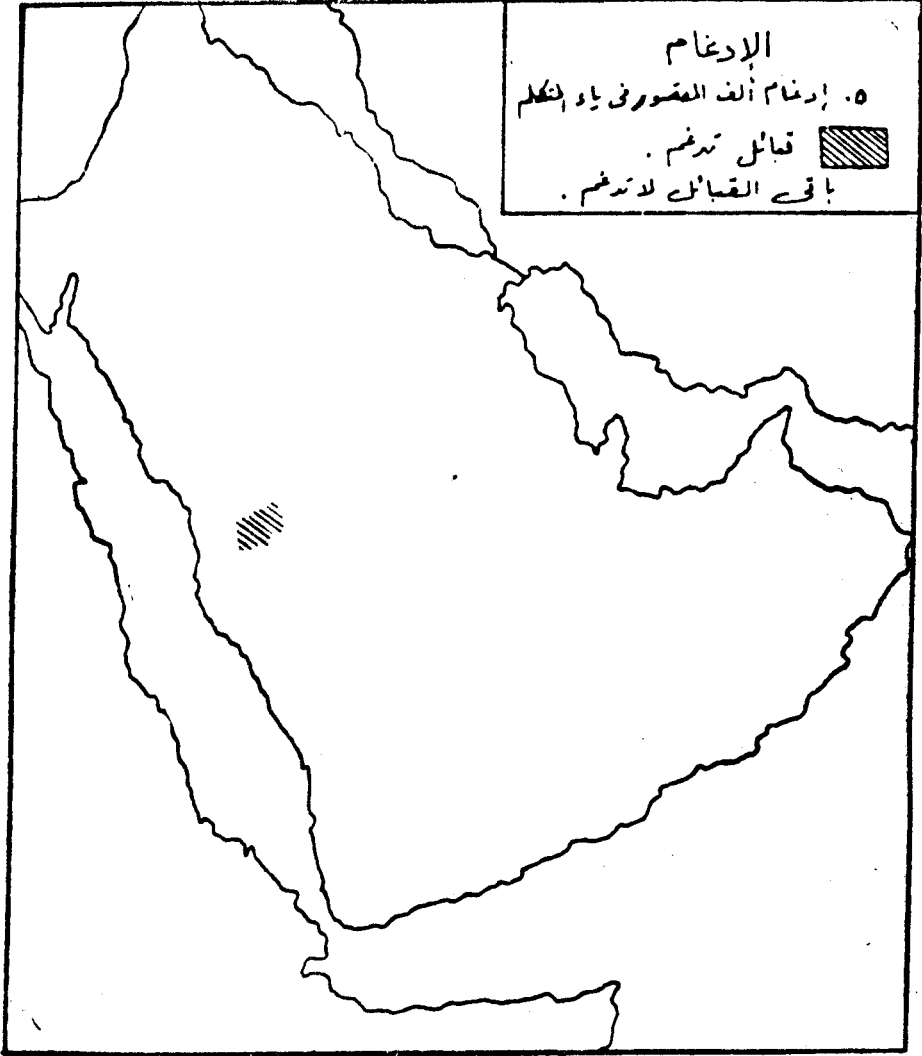 الإدغام
٥. إدغام ألف المقصور في ياء المتكلم
قبائل تدغم .
باقي القبائل لا تدغم .